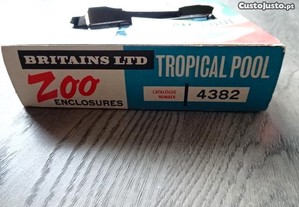 CustoJusto.pt
BRITAINS LTD
Zoo
ENCLOSURES
TROPICAL POOL
CATALOGUE
NUMBER
4382